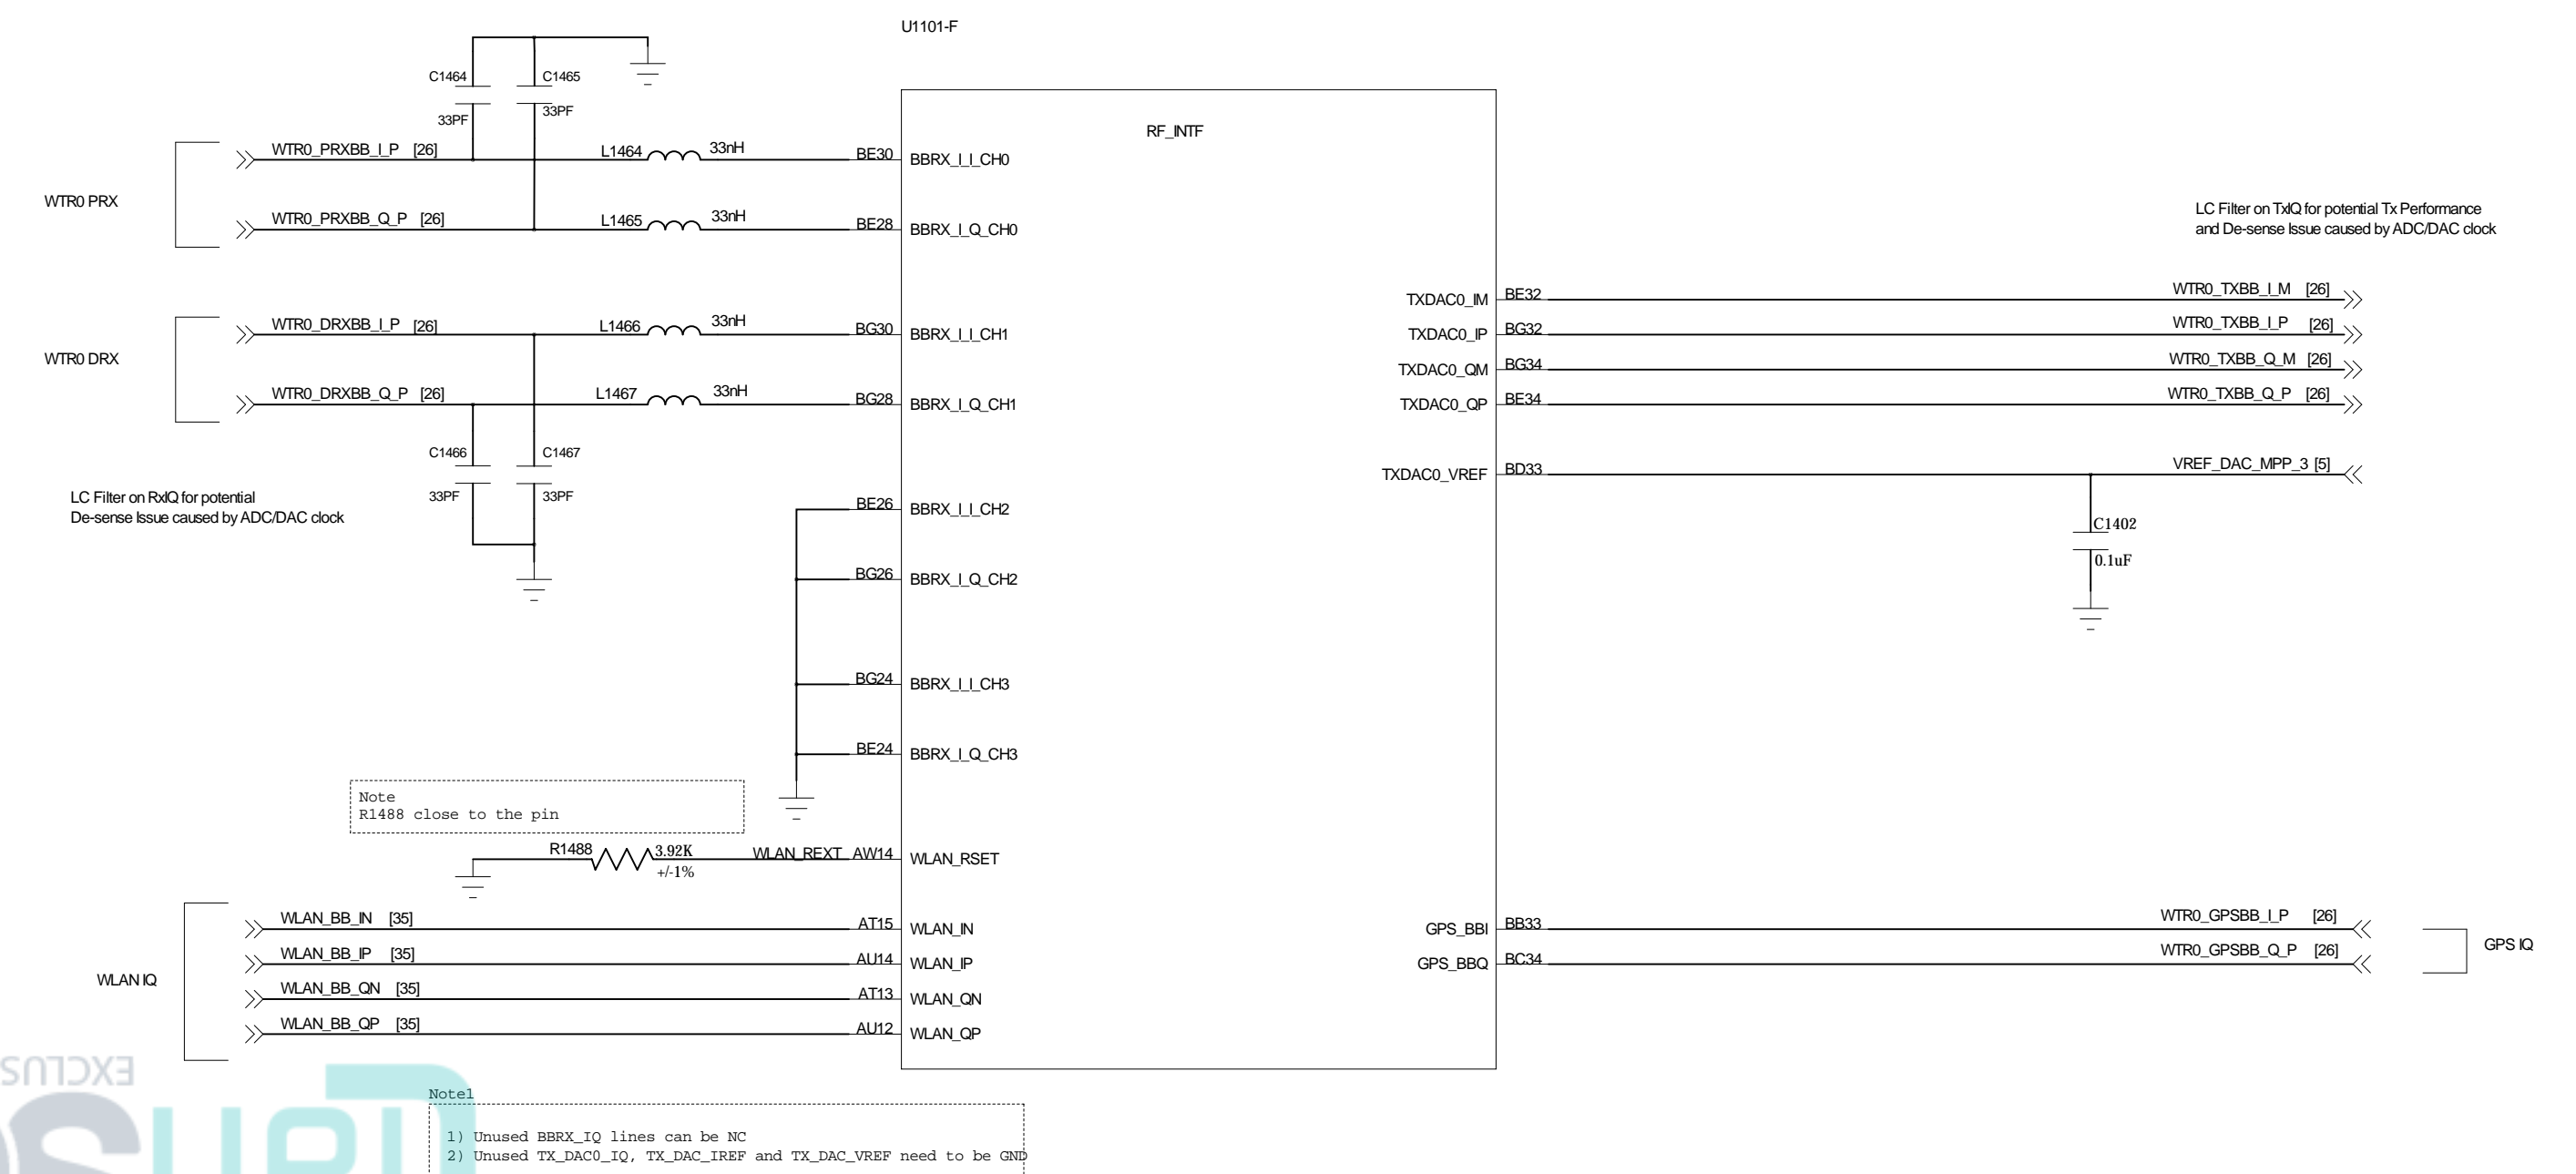 U1101-F
C1464
C1465
33PF
33PF
RF_INTF
WTR0_PRXBB_I_P [26]
L1464
33nH
BE30
BBRX_I_I_CH0
WTR0 PRX
WTR0_PRXBB_Q_P [26]
L1465
33nH
BE28
BBRX_I_Q_CH0
LC Filter on TxIQ for potential Tx Performance
and De-sense Issue caused by ADC/DAC clock
TXDAC0_IM
BE32
WTR0_TXBB_I_M [26]
WTR0_DRXBB_I_P [26]
L1466
33nH
BG30
BBRX_I_I_CH1
TXDAC0_IP
BG32
WTR0_TXBB_I_P [26]
WTR0 DRX
TXDAC0_QM
BG34
WTR0_TXBB_Q_M [26]
WTR0_DRXBB_Q_P [26]
L1467
33nH
BG28
BBRX_I_Q_CH1
TXDAC0_QP
BE34
WTR0_TXBB_Q_P [26]
C1466
C1467
33PF
33PF
TXDAC0_VREF
BD33
VREF_DAC_MPP_3 [5]
LC Filter on RxIQ for potential
De-sense Issue caused by ADC/DAC clock
BE26
BBRX_I_I_CH2
C1402
0.1uF
BG26
BBRX_I_Q_CH2
BG24
BBRX_I_I_CH3
BE24
BBRX_I_Q_CH3
Note
R1488 close to the pin
R1488
3.92K
+/-1%
WLAN_REXT
AW14
WLAN_RSET
WLAN_BB_IN [35]
AT15
WLAN_IN
GPS_BBI
BB33
WTR0_GPSBB_I_P [26]
WLAN_BB_IP [35]
AU14
WLAN_IP
GPS_BBQ
BC34
WTR0_GPSBB_Q_P [26]
GPS IQ
WLAN IQ
WLAN_BB_QN [35]
AT13
WLAN_QN
WLAN_BB_QP [35]
AU12
WLAN_QP
Note1
1) Unused BBRX_IQ lines can be NC
2) Unused TX_DAC0_IQ, TX_DAC_IREF and TX_DAC_VREF need to be GND
EXCLUS